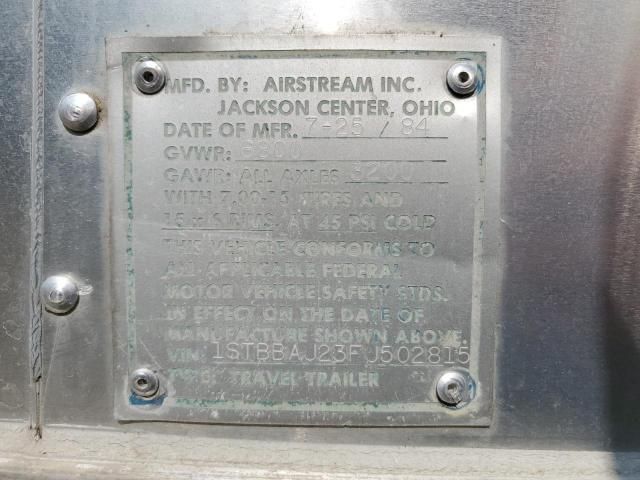 MFD. BY: AIRSTREAM INC.
JACKSON CENTER, OHIO
DATE OF MFR. 7-25 / 84
GVWR: 6300
GAWR: ALL AXLES 3200
WITH 7.00-15 TIRES AND
RIMS. AT 45 PSI COLD
THIS VEHICLE CONFORMS TO
ALL APPLICABLE FEDERAL
MOTOR VEHICLE SAFETY STDS.
IN EFFECT ON THE DATE OF
MANUFACTURE SHOWN ABOVE.
VIN: 1STBBAJ23FJ502815
TYPE: TRAVEL TRAILER